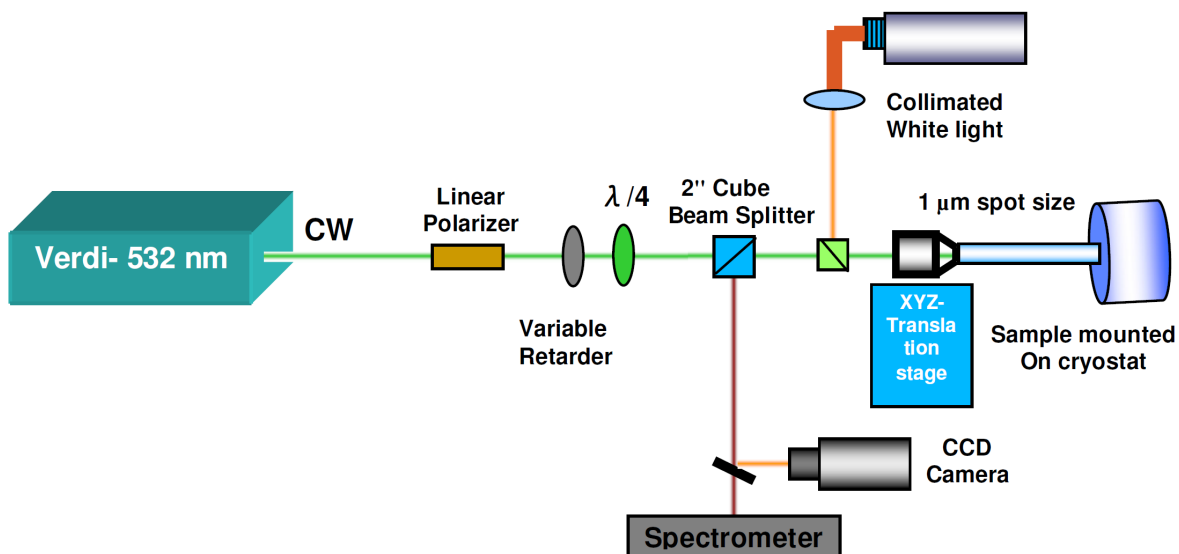 Collimated
White light
Verdi- 532 nm
CW
Linear
Polarizer
λ /4
2" Cube
Beam Splitter
1 μm spot size
Variable
Retarder
XYZ-
Transla
tion
stage
Sample mounted
On cryostat
CCD
Camera
Spectrometer